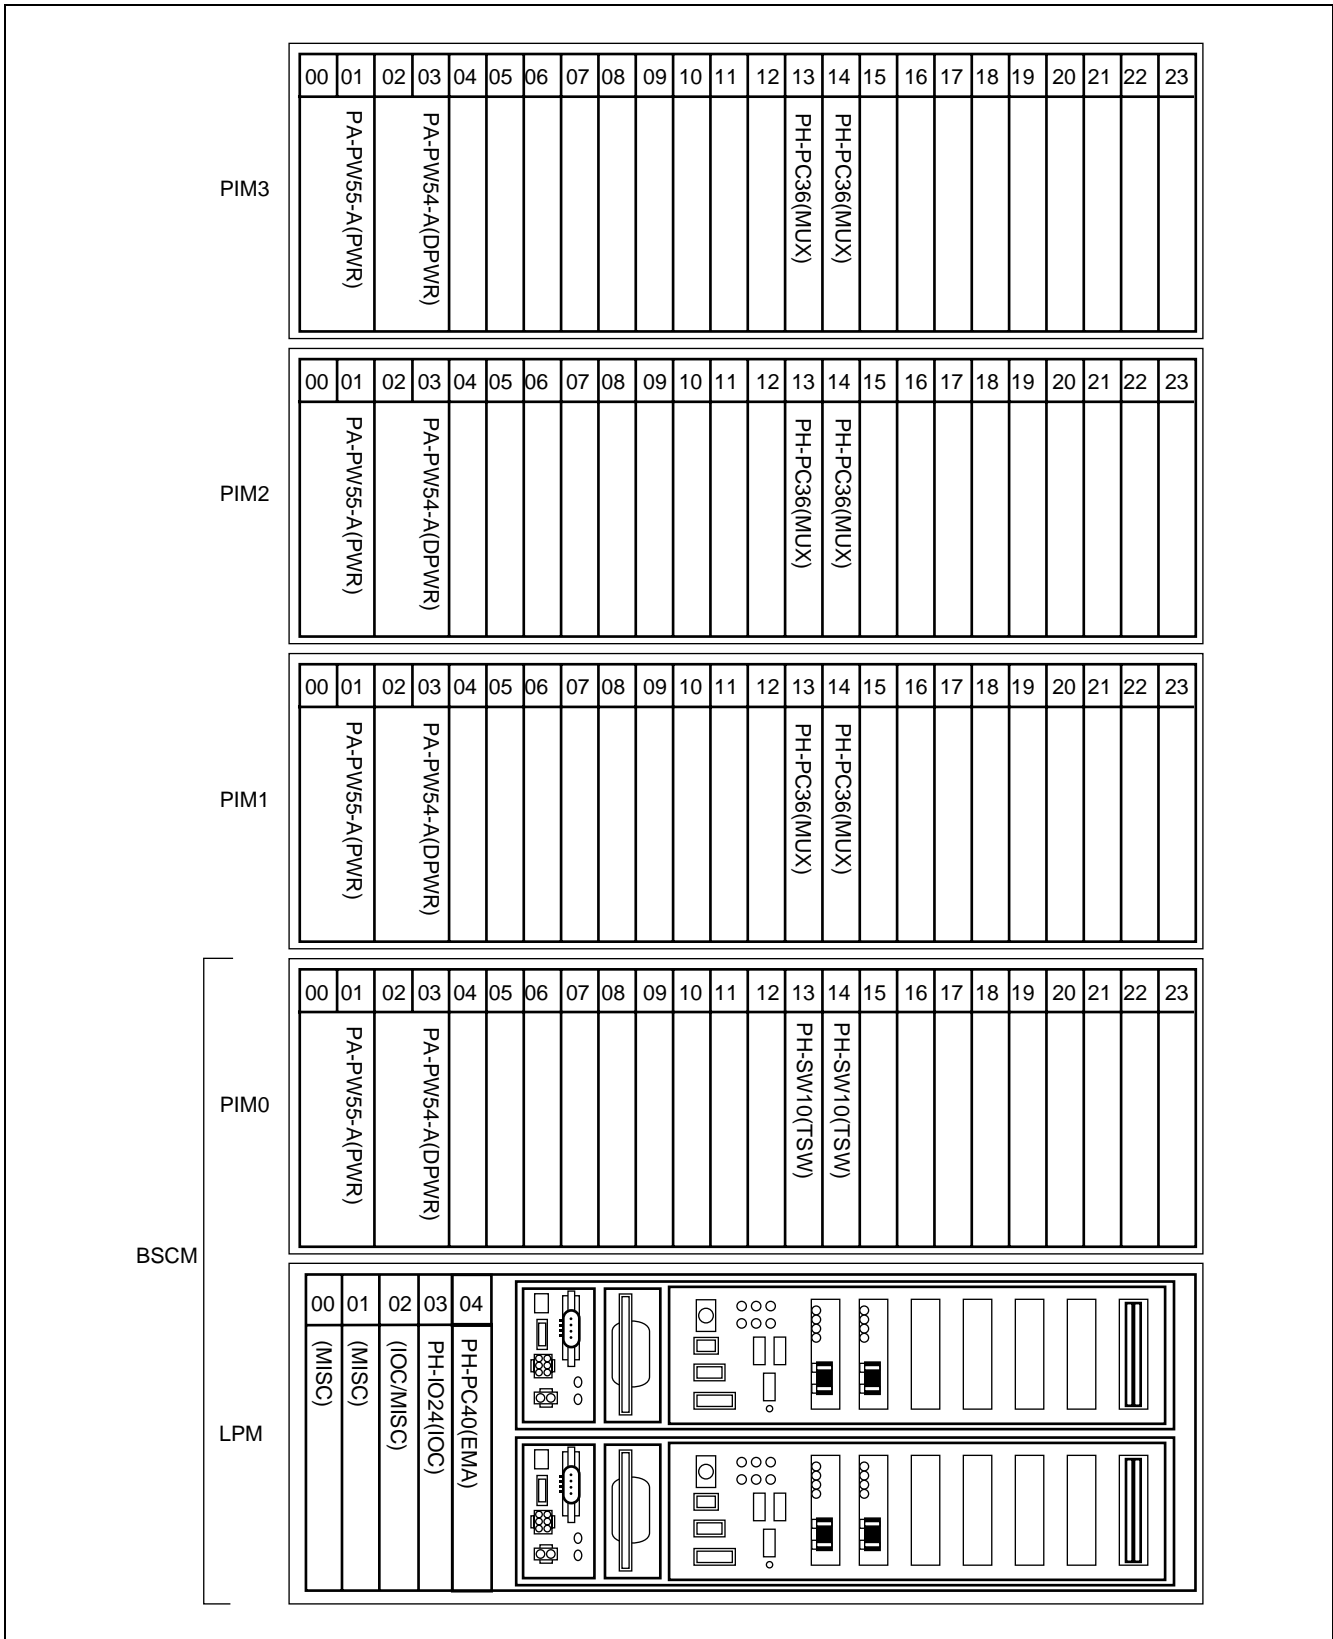 00 01 02 03 04 05 06 07 08 09 10 11 12 13 14 15 16 17 18 19 20 21 22 23
PIM3
PA-PW55-A(PWR)
PA-PW54-A(DPWR)
PH-PC36(MUX)
PH-PC36(MUX)
00 01 02 03 04 05 06 07 08 09 10 11 12 13 14 15 16 17 18 19 20 21 22 23
PIM2
PA-PW55-A(PWR)
PA-PW54-A(DPWR)
PH-PC36(MUX)
PH-PC36(MUX)
00 01 02 03 04 05 06 07 08 09 10 11 12 13 14 15 16 17 18 19 20 21 22 23
PIM1
PA-PW55-A(PWR)
PA-PW54-A(DPWR)
PH-PC36(MUX)
PH-PC36(MUX)
00 01 02 03 04 05 06 07 08 09 10 11 12 13 14 15 16 17 18 19 20 21 22 23
PIM0
PA-PW55-A(PWR)
PA-PW54-A(DPWR)
PH-SW10(TSW)
PH-SW10(TSW)
BSCM
00 01 02 03 04
LPM
(MISC)
(MISC)
(IOC/MISC)
PH-IO24(IOC)
PH-PC40(EMA)